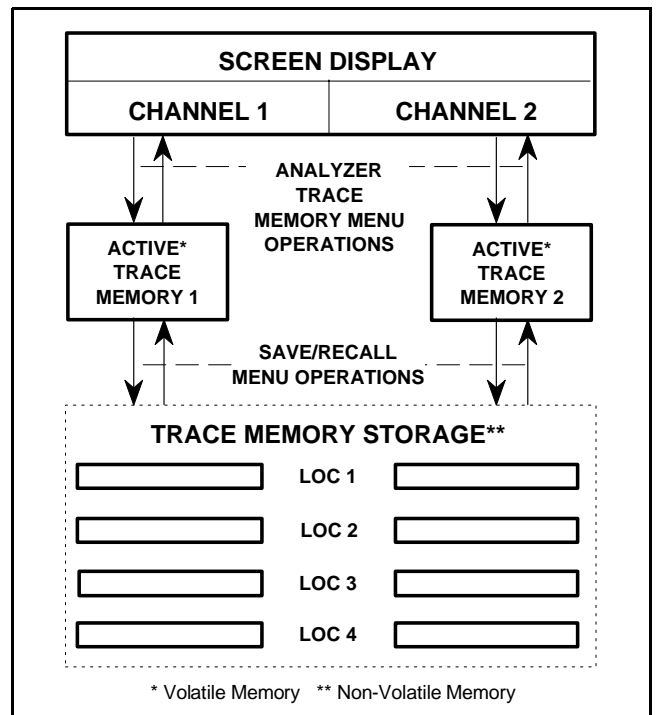 SCREEN DISPLAY
CHANNEL 1
CHANNEL 2
ANALYZER
TRACE
MEMORY MENU
OPERATIONS
ACTIVE*
TRACE
MEMORY 1
ACTIVE*
TRACE
MEMORY 2
SAVE/RECALL
MENU OPERATIONS
TRACE MEMORY STORAGE**
LOC 1
LOC 2
LOC 3
LOC 4
* Volatile Memory ** Non-Volatile Memory